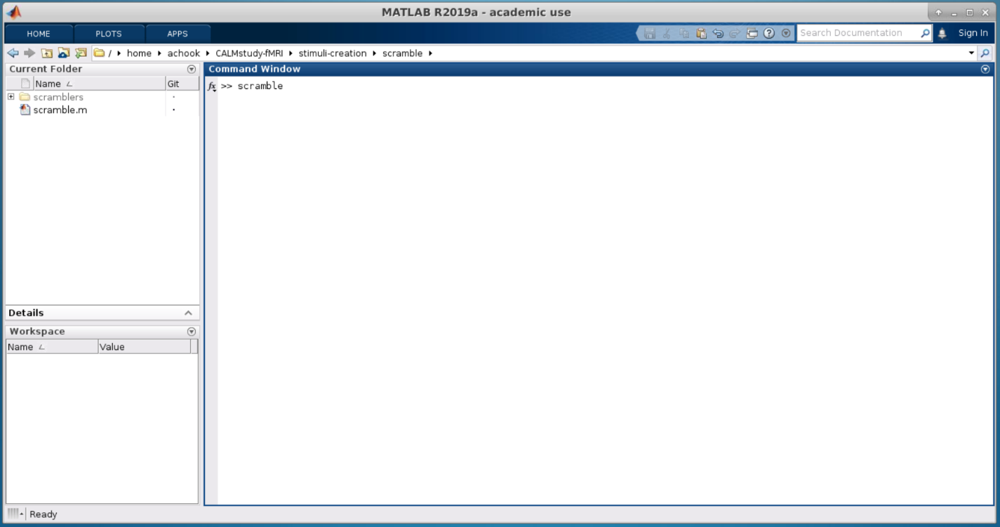 MATLAB R2019a - academic use
HOME PLOTS APPS Search Documentation Sign In
/ home achook CALMstudy-fMRI stimuli-creation scramble
Current Folder
Name Git
scramblers
scramble.m
Details
Workspace
Name Value
Command Window
fx >> scramble
Ready